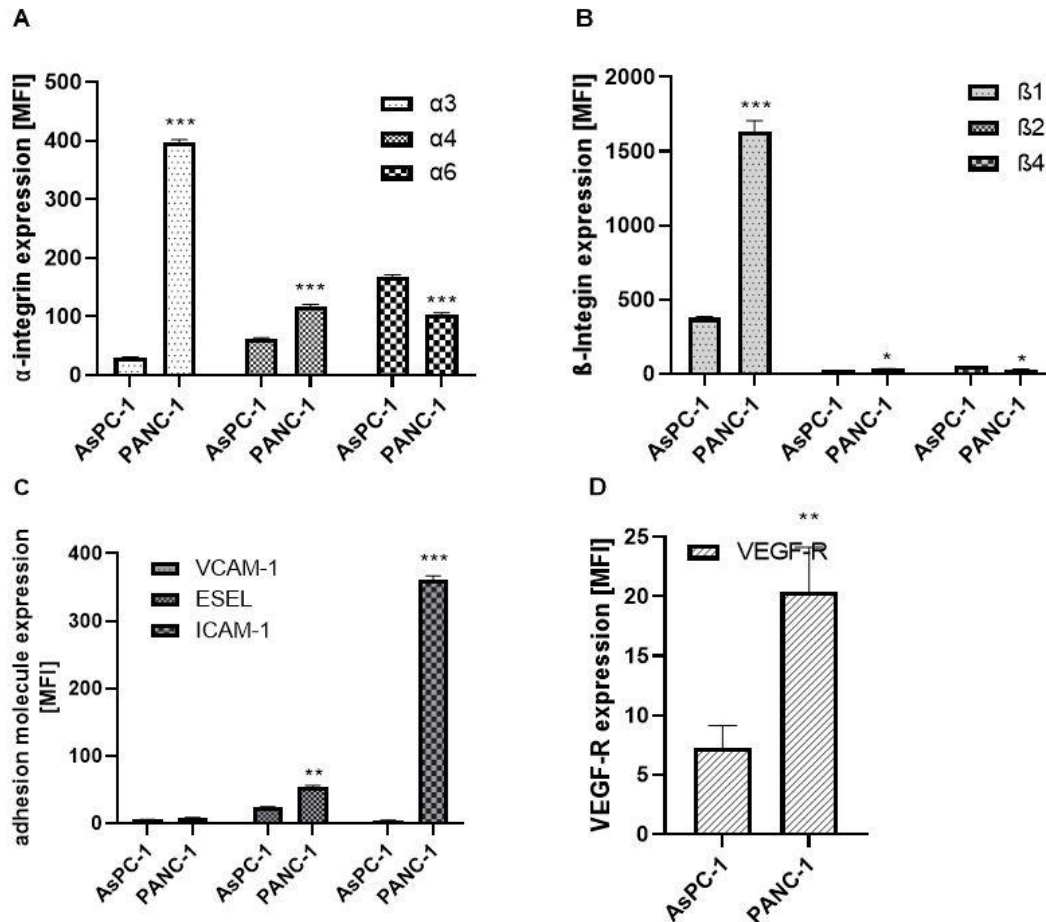 A
α-integrin expression [MFI]
500
400
300
200
100
0
***
***
***
α3
α4
α6
AsPC-1
PANC-1
AsPC-1
PANC-1
AsPC-1
PANC-1
B
ß-Integin expression [MFI]
2000
1500
1000
500
0
***
*
*
ß1
ß2
ß4
AsPC-1
PANC-1
AsPC-1
PANC-1
AsPC-1
PANC-1
C
adhesion molecule expression
[MFI]
400
300
200
100
0
VCAM-1
ESEL
ICAM-1
**
***
AsPC-1
PANC-1
AsPC-1
PANC-1
AsPC-1
PANC-1
D
VEGF-R expression [MFI]
25
20
15
10
5
0
**
VEGF-R
AsPC-1
PANC-1